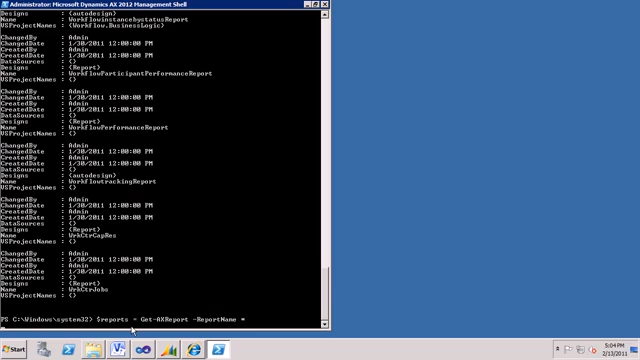 Administrator: Microsoft Dynamics AX 2012 Management Shell
Designs : {autodesign}
Name : WorkflowinstancebystatusReport
VSProjectNames : {Workflow.BusinessLogic}
ChangedBy : Admin
ChangedDate : 1/30/2011 12:00:00 PM
CreatedBy : Admin
CreatedDate : 1/30/2011 12:00:00 PM
DataSources : {}
Designs : {Report}
Name : WorkflowParticipantPerformanceReport
VSProjectNames : {}
ChangedBy : Admin
ChangedDate : 1/30/2011 12:00:00 PM
CreatedBy : Admin
CreatedDate : 1/30/2011 12:00:00 PM
DataSources : {}
Designs : {Report}
Name : WorkflowPerformanceReport
VSProjectNames : {}
ChangedBy : Admin
ChangedDate : 1/30/2011 12:00:00 PM
CreatedBy : Admin
CreatedDate : 1/30/2011 12:00:00 PM
DataSources : {}
Designs : {autodesign}
Name : WorkflowtrackingReport
VSProjectNames : {}
ChangedBy : Admin
ChangedDate : 1/30/2011 12:00:00 PM
CreatedBy : Admin
CreatedDate : 1/30/2011 12:00:00 PM
DataSources : {}
Designs : {Report}
Name : WrkCtrCapRes
VSProjectNames : {}
ChangedBy : Admin
ChangedDate : 1/30/2011 12:00:00 PM
CreatedBy : Admin
CreatedDate : 1/30/2011 12:00:00 PM
DataSources : {}
Designs : {Report}
Name : WrkCtrJobs
VSProjectNames : {}
PS C:\Windows\system32> $reports = Get-AXReport -ReportName *
Start
5:04 PM
2/13/2011